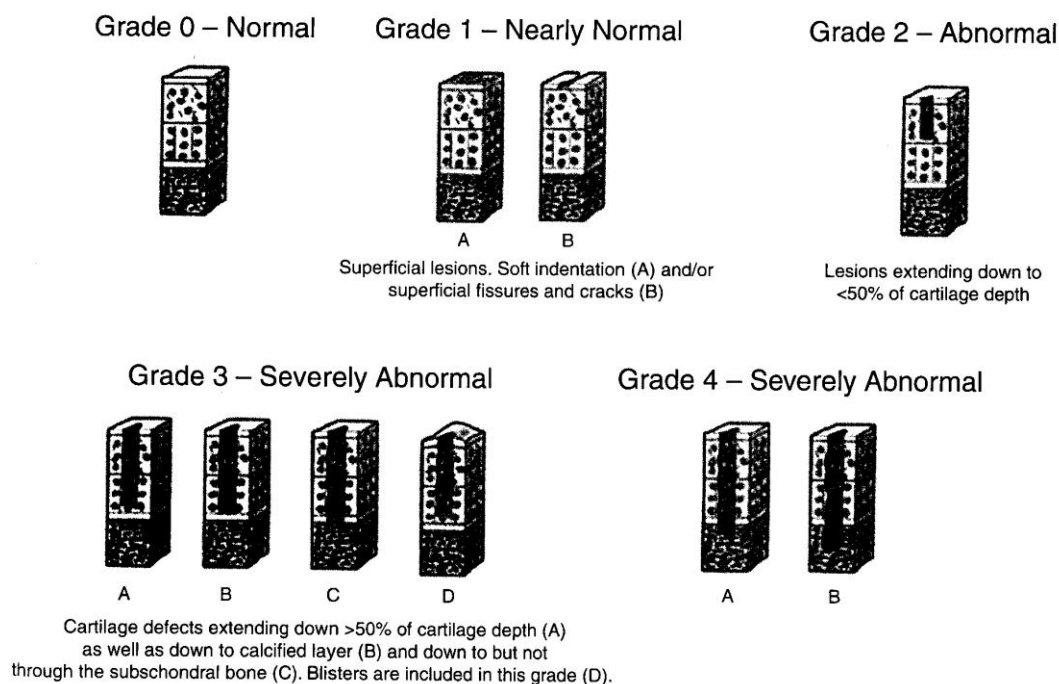 Grade 0 – Normal
Grade 1 – Nearly Normal
Grade 2 – Abnormal
A
B
Superficial lesions. Soft indentation (A) and/or
superficial fissures and cracks (B)
Lesions extending down to
<50% of cartilage depth
Grade 3 – Severely Abnormal
Grade 4 – Severely Abnormal
A
B
C
D
A
B
Cartilage defects extending down >50% of cartilage depth (A)
as well as down to calcified layer (B) and down to but not
through the subschondral bone (C). Blisters are included in this grade (D).